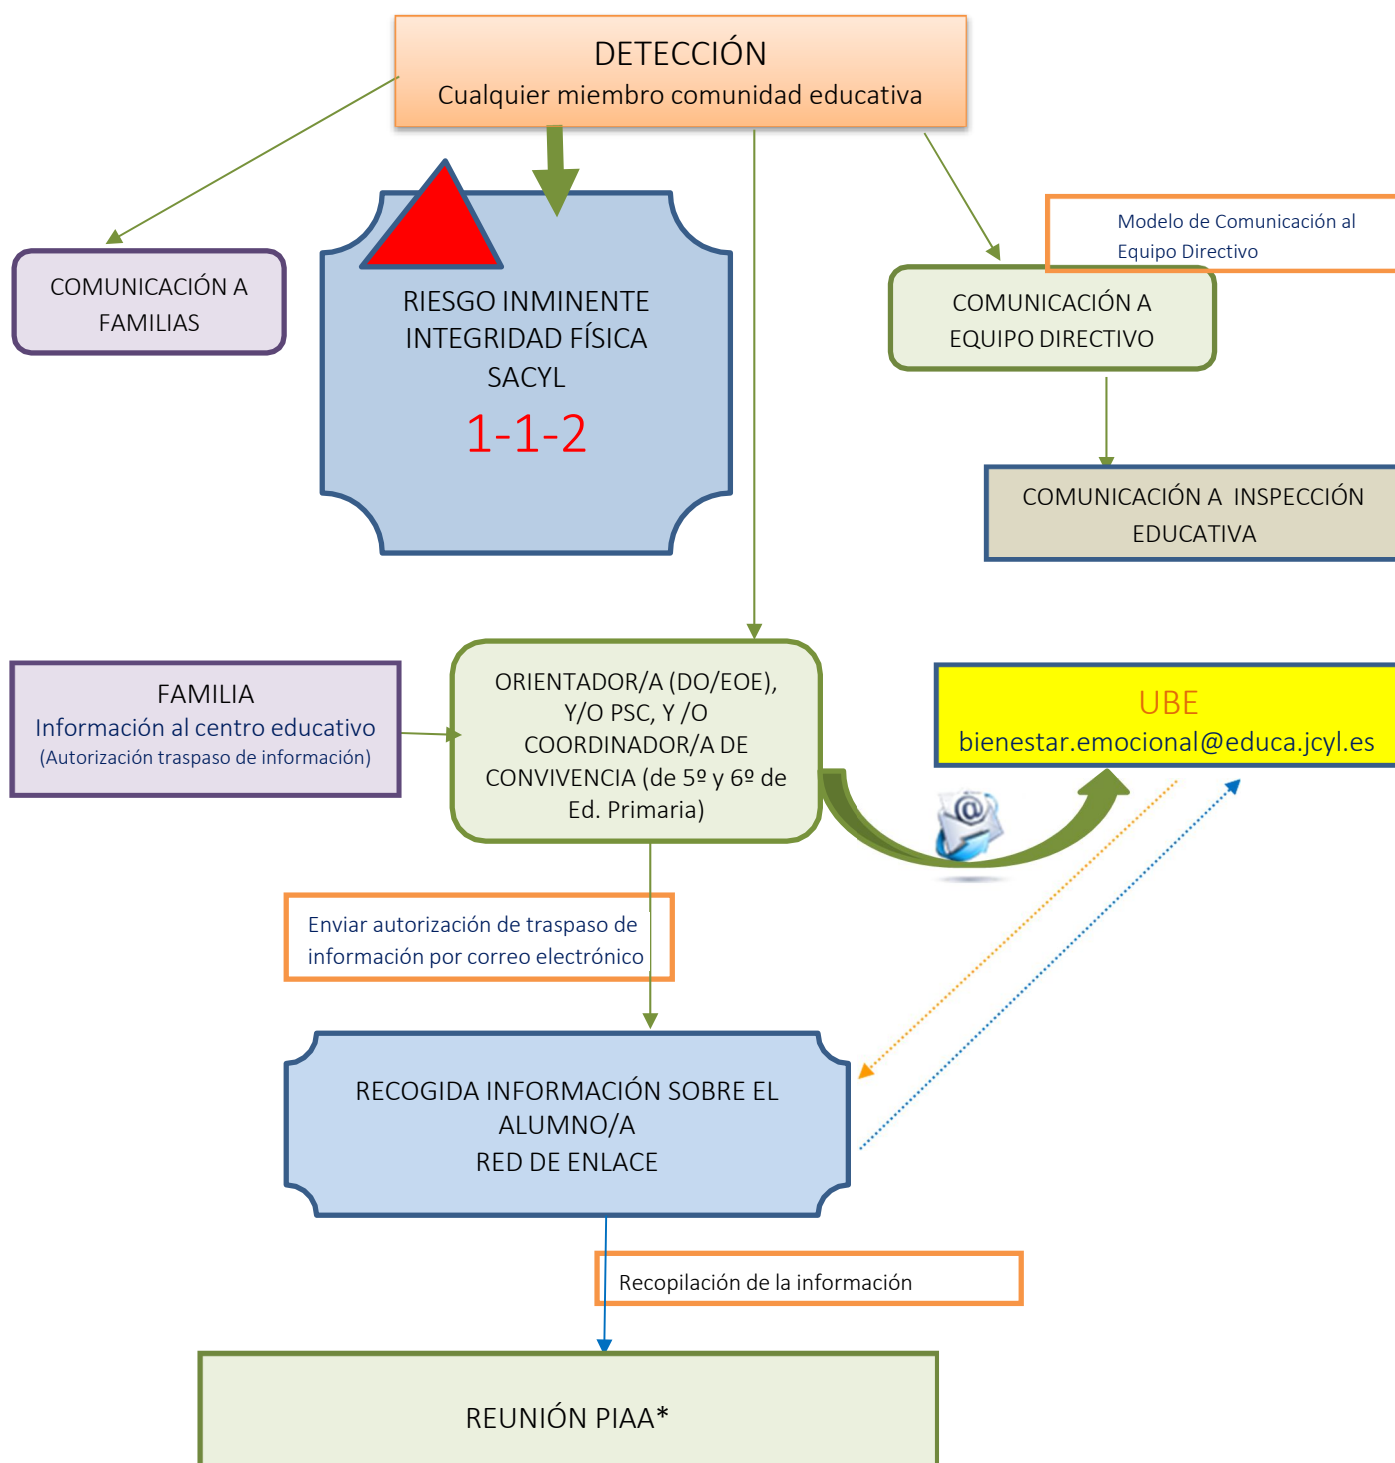 DETECCIÓN
Cualquier miembro comunidad educativa
Modelo de Comunicación al
Equipo Directivo
COMUNICACIÓN A
FAMILIAS
RIESGO INMINENTE
INTEGRIDAD FÍSICA
SACYL
1-1-2
COMUNICACIÓN A
EQUIPO DIRECTIVO
COMUNICACIÓN A  INSPECCIÓN
EDUCATIVA
FAMILIA
Información al centro educativo
(Autorización traspaso de información)
ORIENTADOR/A (DO/EOE),
Y/O PSC, Y /O
COORDINADOR/A DE
CONVIVENCIA (de 5º y 6º de
Ed. Primaria)
UBE
bienestar.emocional@educa.jcyl.es
@
Enviar autorización de traspaso de
información por correo electrónico
RECOGIDA INFORMACIÓN SOBRE EL
ALUMNO/A
RED DE ENLACE
Recopilación de la información
REUNIÓN PIAA*